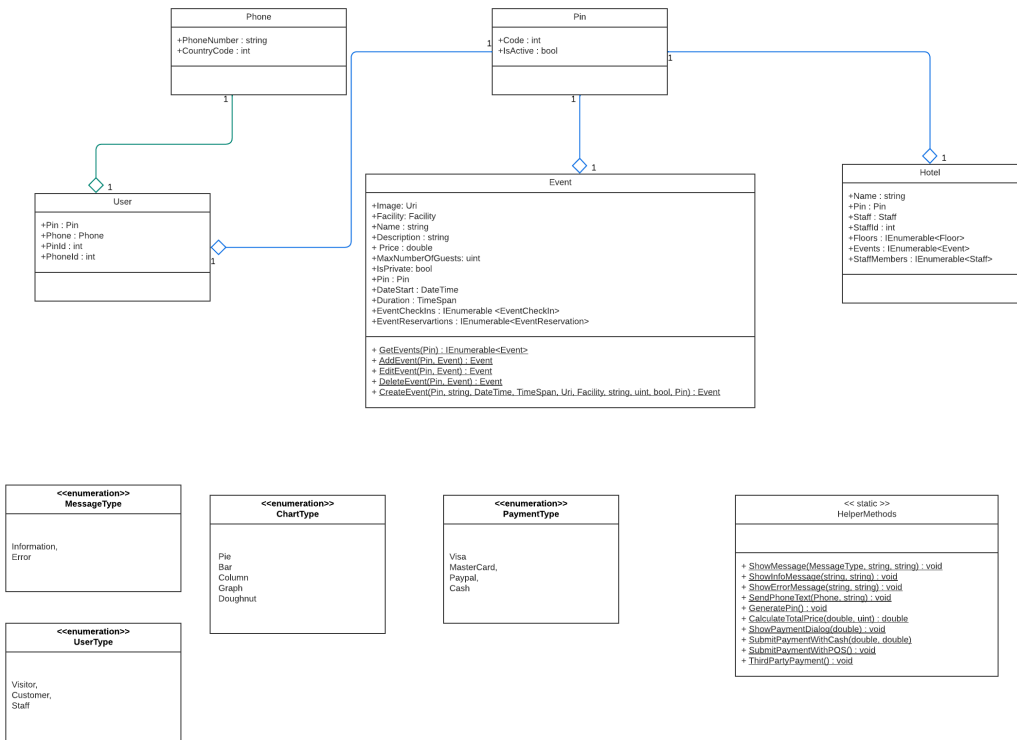 Phone
+PhoneNumber : string
+CountryCode : int
1
Pin
+Code : int
+IsActive : bool
1
1
1
1
User
+Pin : Pin
+Phone : Phone
+PinId : int
+PhoneId : int
1
1
Event
+Image: Uri
+Facility: Facility
+Name : string
+Description : string
+ Price : double
+MaxNumberOfGuests: uint
+IsPrivate: bool
+Pin : Pin
+DateStart : DateTime
+Duration : TimeSpan
+EventCheckIns : IEnumerable <EventCheckIn>
+EventReservartions : IEnumerable<EventReservation>
+ GetEvents(Pin) : IEnumerable<Event>
+ AddEvent(Pin, Event) : Event
+ EditEvent(Pin, Event) : Event
+ DeleteEvent(Pin, Event) : Event
+ CreateEvent(Pin, string, DateTime, TimeSpan, Uri, Facility, string, uint, bool, Pin) : Event
1
Hotel
+Name : string
+Pin : Pin
+Staff : Staff
+StaffId : int
+Floors : IEnumerable<Floor>
+Events : IEnumerable<Event>
+StaffMembers : IEnumerable<Staff>
<<enumeration>>
MessageType
Information,
Error
<<enumeration>>
ChartType
Pie
Bar
Column
Graph
Doughnut
<<enumeration>>
PaymentType
Visa
MasterCard,
Paypal,
Cash
<< static >>
HelperMethods
+ ShowMessage(MessageType, string, string) : void
+ ShowInfoMessage(string, string) : void
+ ShowErrorMessage(string, string) : void
+ SendPhoneText(Phone, string) : void
+ GeneratePin() : void
+ CalculateTotalPrice(double, uint) : double
+ ShowPaymentDialog(double) : void
+ SubmitPaymentWithCash(double, double)
+ SubmitPaymentWithPOS() : void
+ ThirdPartyPayment() : void
<<enumeration>>
UserType
Visitor,
Customer,
Staff